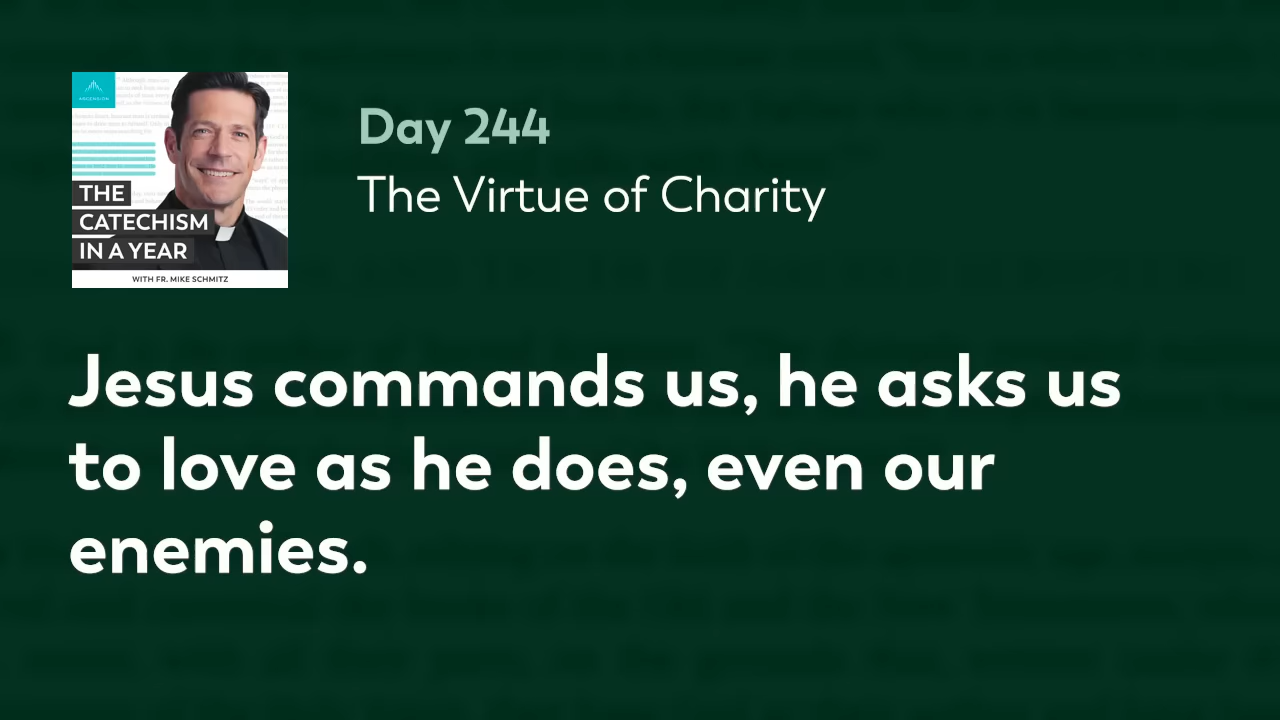 ASCENSION
THE
CATECHISM
IN A YEAR
WITH FR. MIKE SCHMITZ
Day 244
The Virtue of Charity
Jesus commands us, he asks us
to love as he does, even our
enemies.